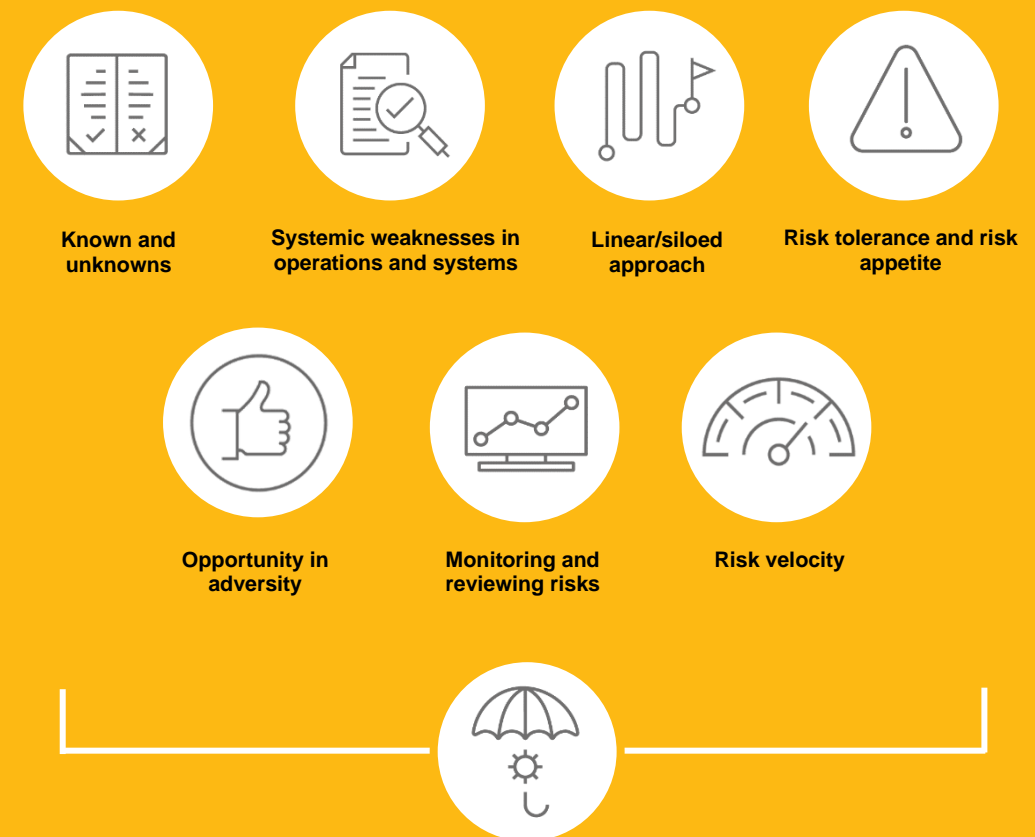 Known and
unknowns
Systemic weaknesses in
operations and systems
Linear/siloed
approach
Risk tolerance and risk
appetite
Opportunity in
adversity
Monitoring and
reviewing risks
Risk velocity